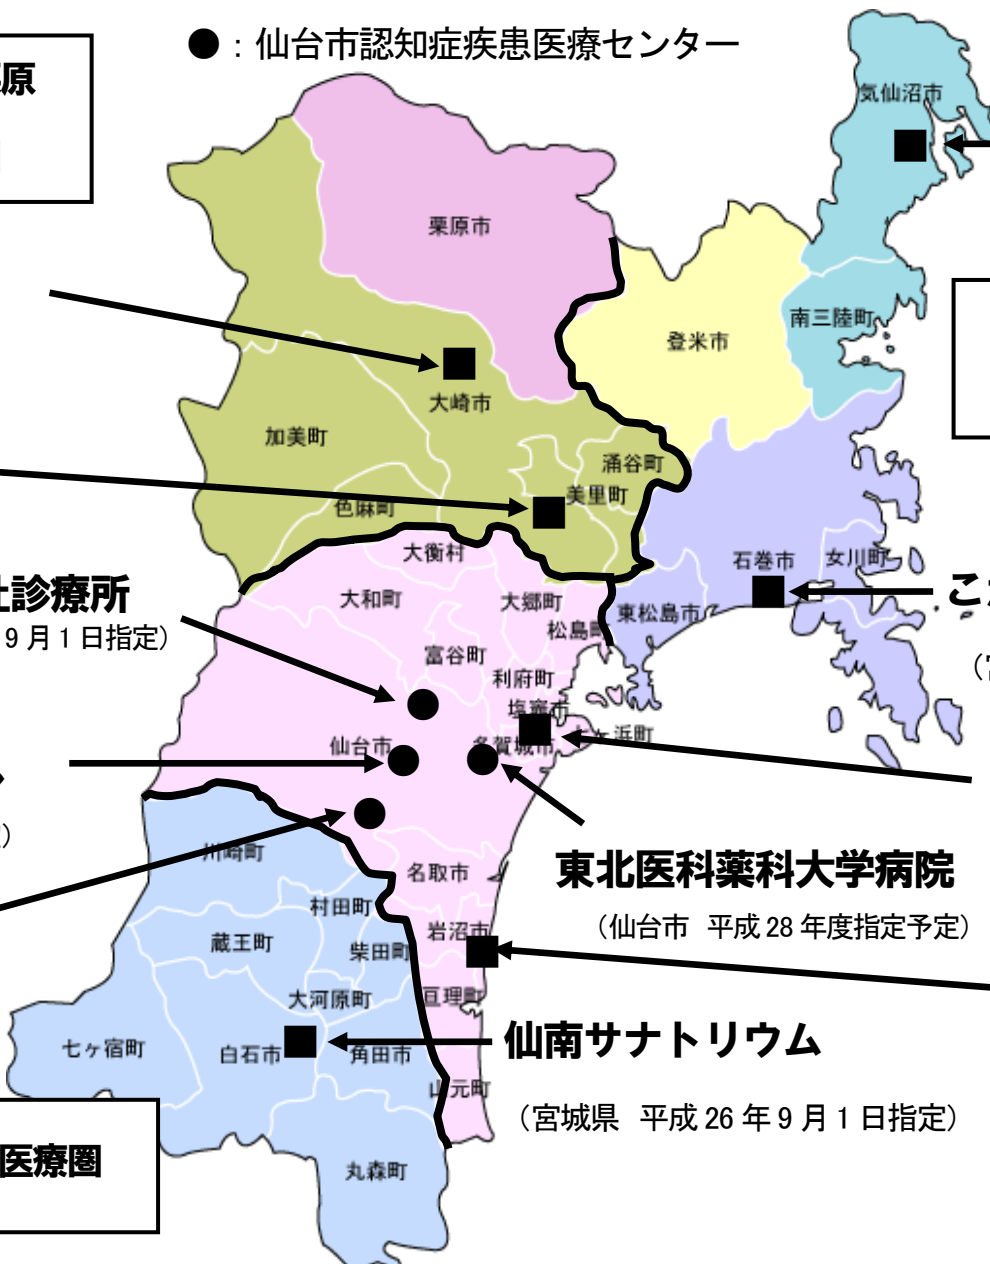 ●：仙台市認知症疾患医療センター
原
気仙沼市
栗原市
南三陸町
登米市
大崎市
加美町
涌谷町
美里町
色麻町
大衡村
石巻市
女川町
社診療所
9月1日指定）
大和町
大郷町
東松島市
松島町
富谷町
利府町
塩竈市
仙台市
多賀城市
七ヶ浜町
川崎町
名取市
東北医科薬科大学病院
（仙台市 平成28年度指定予定）
村田町
岩沼市
蔵王町
柴田町
大河原町
亘理町
七ヶ宿町
白石市
角田市
仙南サナトリウム
山元町
（宮城県 平成26年9月1日指定）
医療圏
丸森町